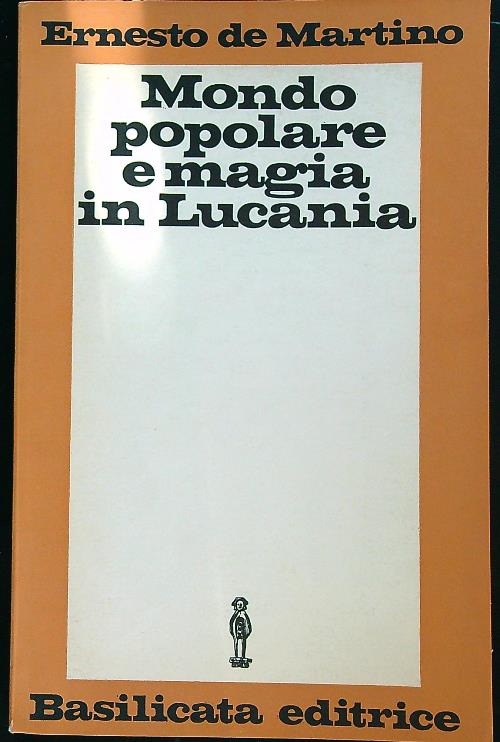 Ernesto de Martino
Mondo
popolare
e magia
in Lucania
Basilicata editrice